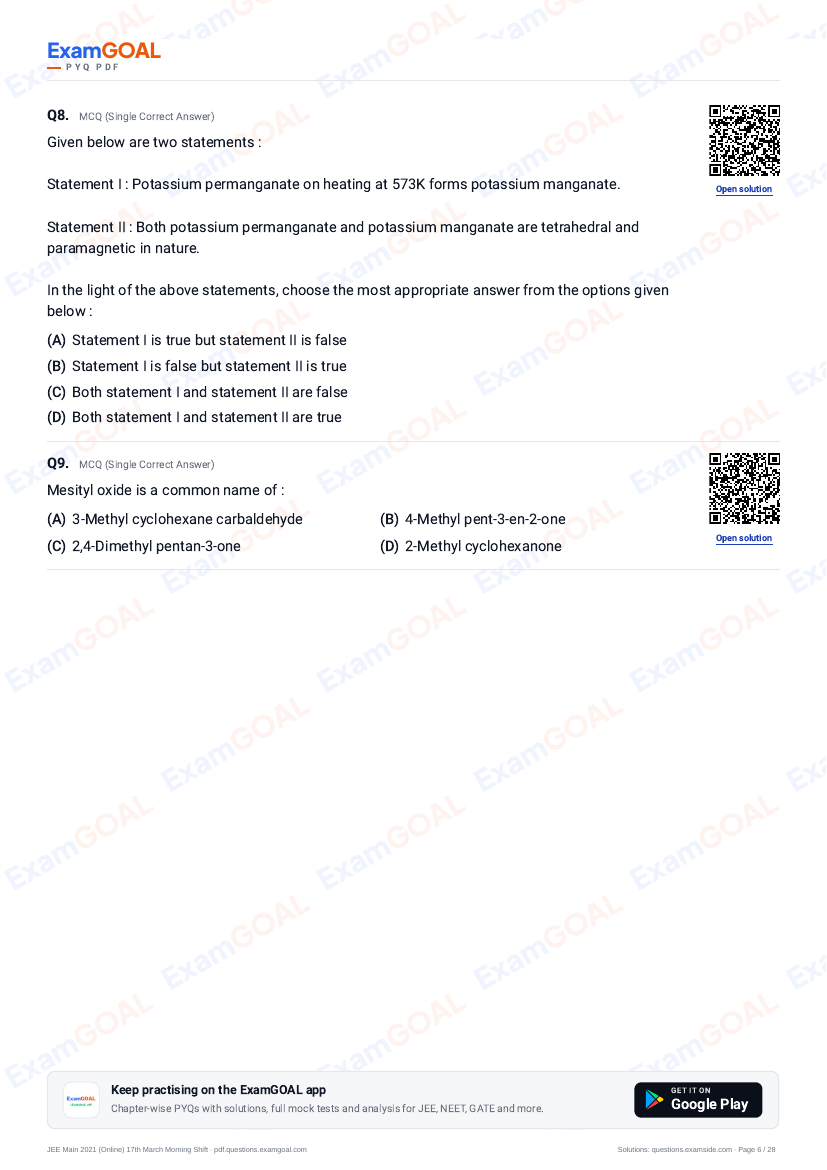 ExamGOAL
PYQ PDF
Q8. MCQ (Single Correct Answer)
Given below are two statements :
Open solution
Statement I : Potassium permanganate on heating at 573K forms potassium manganate.
Statement II : Both potassium permanganate and potassium manganate are tetrahedral and
paramagnetic in nature.
In the light of the above statements, choose the most appropriate answer from the options given
below :
(A) Statement I is true but statement II is false
(B) Statement I is false but statement II is true
(C) Both statement I and statement II are false
(D) Both statement I and statement II are true
Q9. MCQ (Single Correct Answer)
Mesityl oxide is a common name of :
(A) 3-Methyl cyclohexane carbaldehyde (B) 4-Methyl pent-3-en-2-one
(C) 2,4-Dimethyl pentan-3-one (D) 2-Methyl cyclohexanone
Open solution
ExamGOAL
Keep practising on the ExamGOAL app
Chapter-wise PYQs with solutions, full mock tests and analysis for JEE, NEET, GATE and more.
GET IT ON
Google Play
JEE Main 2021 (Online) 17th March Morning Shift · pdf.questions.examgoal.com
Solutions: questions.examside.com · Page 6 / 28